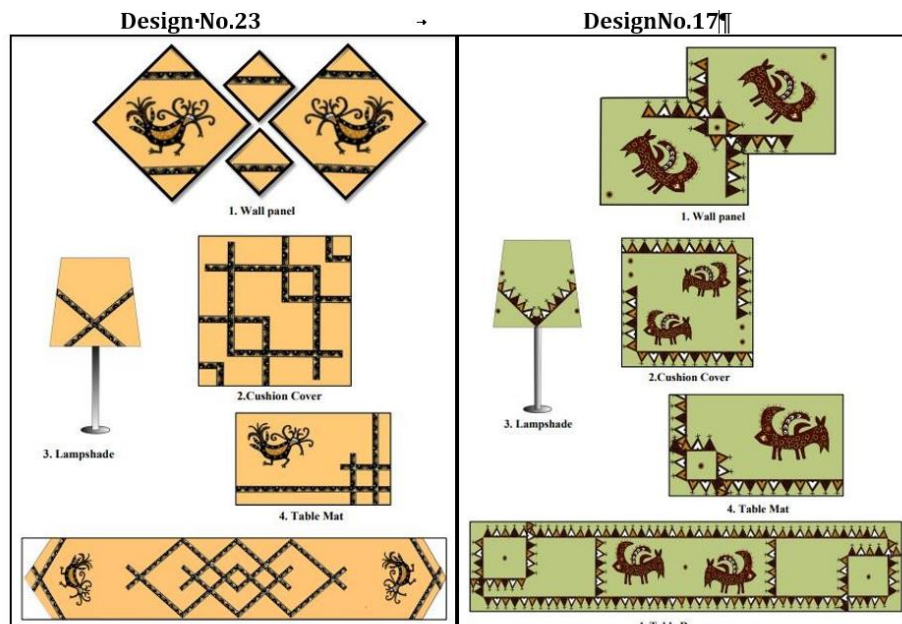 Design·No.23 → DesignNo.17¶
1. Wall panel
2.Cushion Cover
3. Lampshade
4. Table Mat
1. Wall panel
2.Cushion Cover
3. Lampshade
4. Table Mat